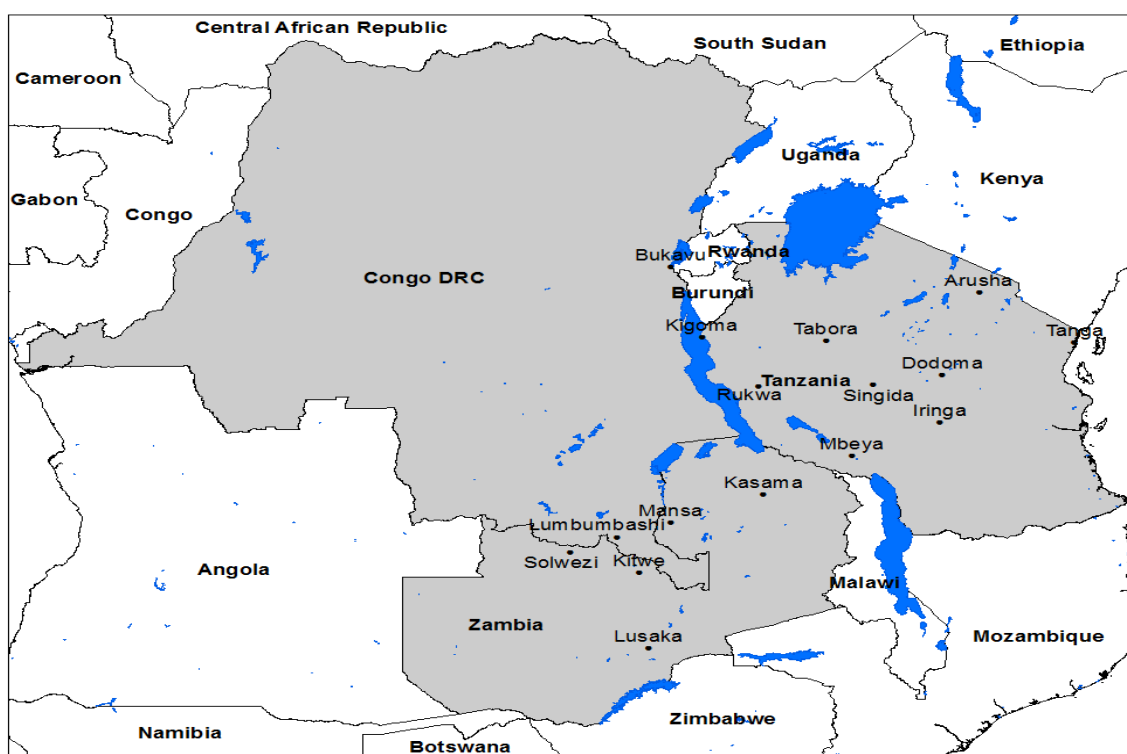 Central African Republic
South Sudan
Ethiopia
Cameroon
Uganda
Kenya
Gabon
Congo
Bukavu
Rwanda
Congo DRC
Arusha
Burundi
Kigoma
Tabora
Tanga
Dodoma
Tanzania
Rukwa
Singida
Iringa
Mbeya
Kasama
Mansa
Lumbumbashi
Solwezi
Kitwe
Angola
Malawi
Zambia
Lusaka
Mozambique
Zimbabwe
Namibia
Botswana